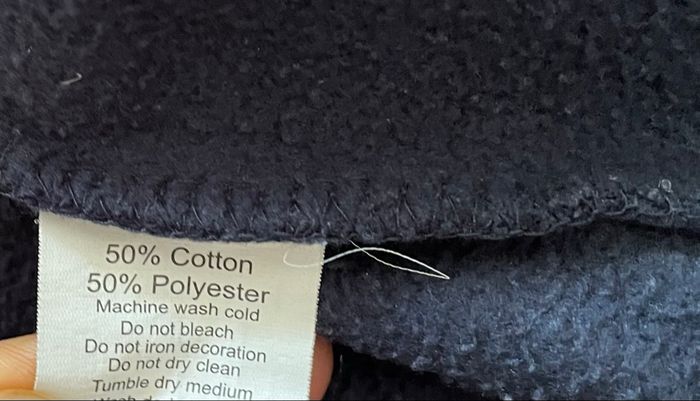 50% Cotton
50% Polyester
Machine wash cold
Do not bleach
Do not iron decoration
Do not dry clean
Tumble dry medium